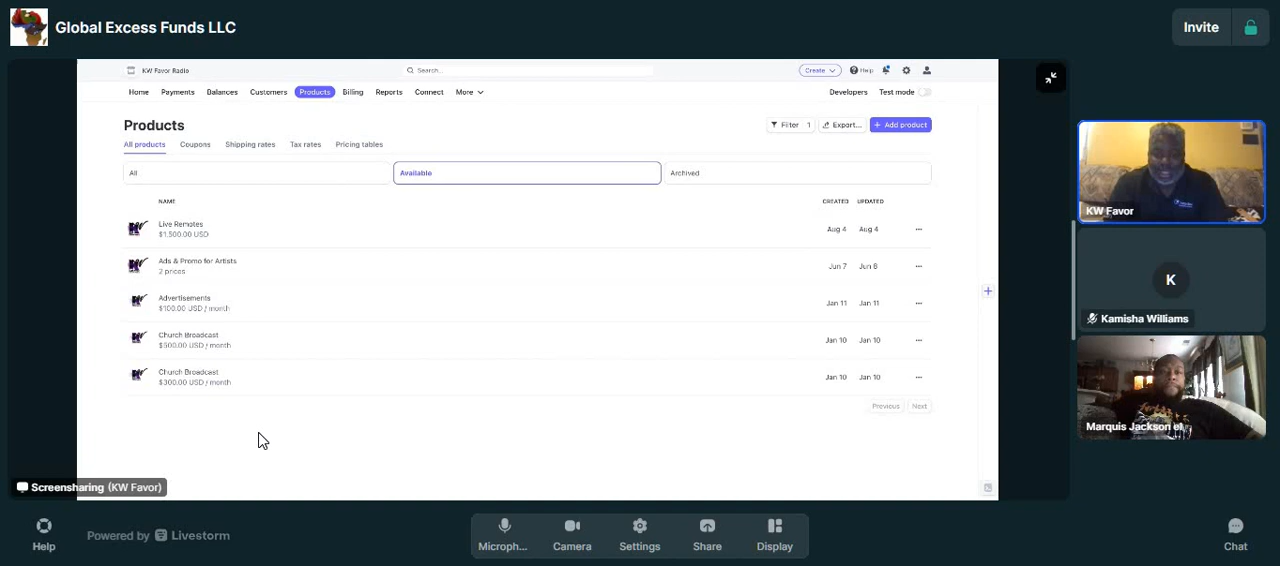 Global Excess Funds LLC
Invite
KW Favor Radio
Search...
Create
Help
Home Payments Balances Customers Products Billing Reports Connect More
Developers Test mode
Products
Filter 1 Export... + Add product
All products Coupons Shipping rates Tax rates Pricing tables
All Available Archived
NAME CREATED UPDATED
Live Remotes
$1,500.00 USD
Aug 4 Aug 4
Ads & Promo for Artists
2 prices
Jun 7 Jun 8
Advertisements
$100.00 USD / month
Jan 11 Jan 11
Church Broadcast
$500.00 USD / month
Jan 10 Jan 10
Church Broadcast
$300.00 USD / month
Jan 10 Jan 10
Previous Next
Screensharing (KW Favor)
KW Favor
K
Kamisha Williams
Marquis Jackson el
Help
Powered by Livestorm
Microph... Camera Settings Share Display
Chat